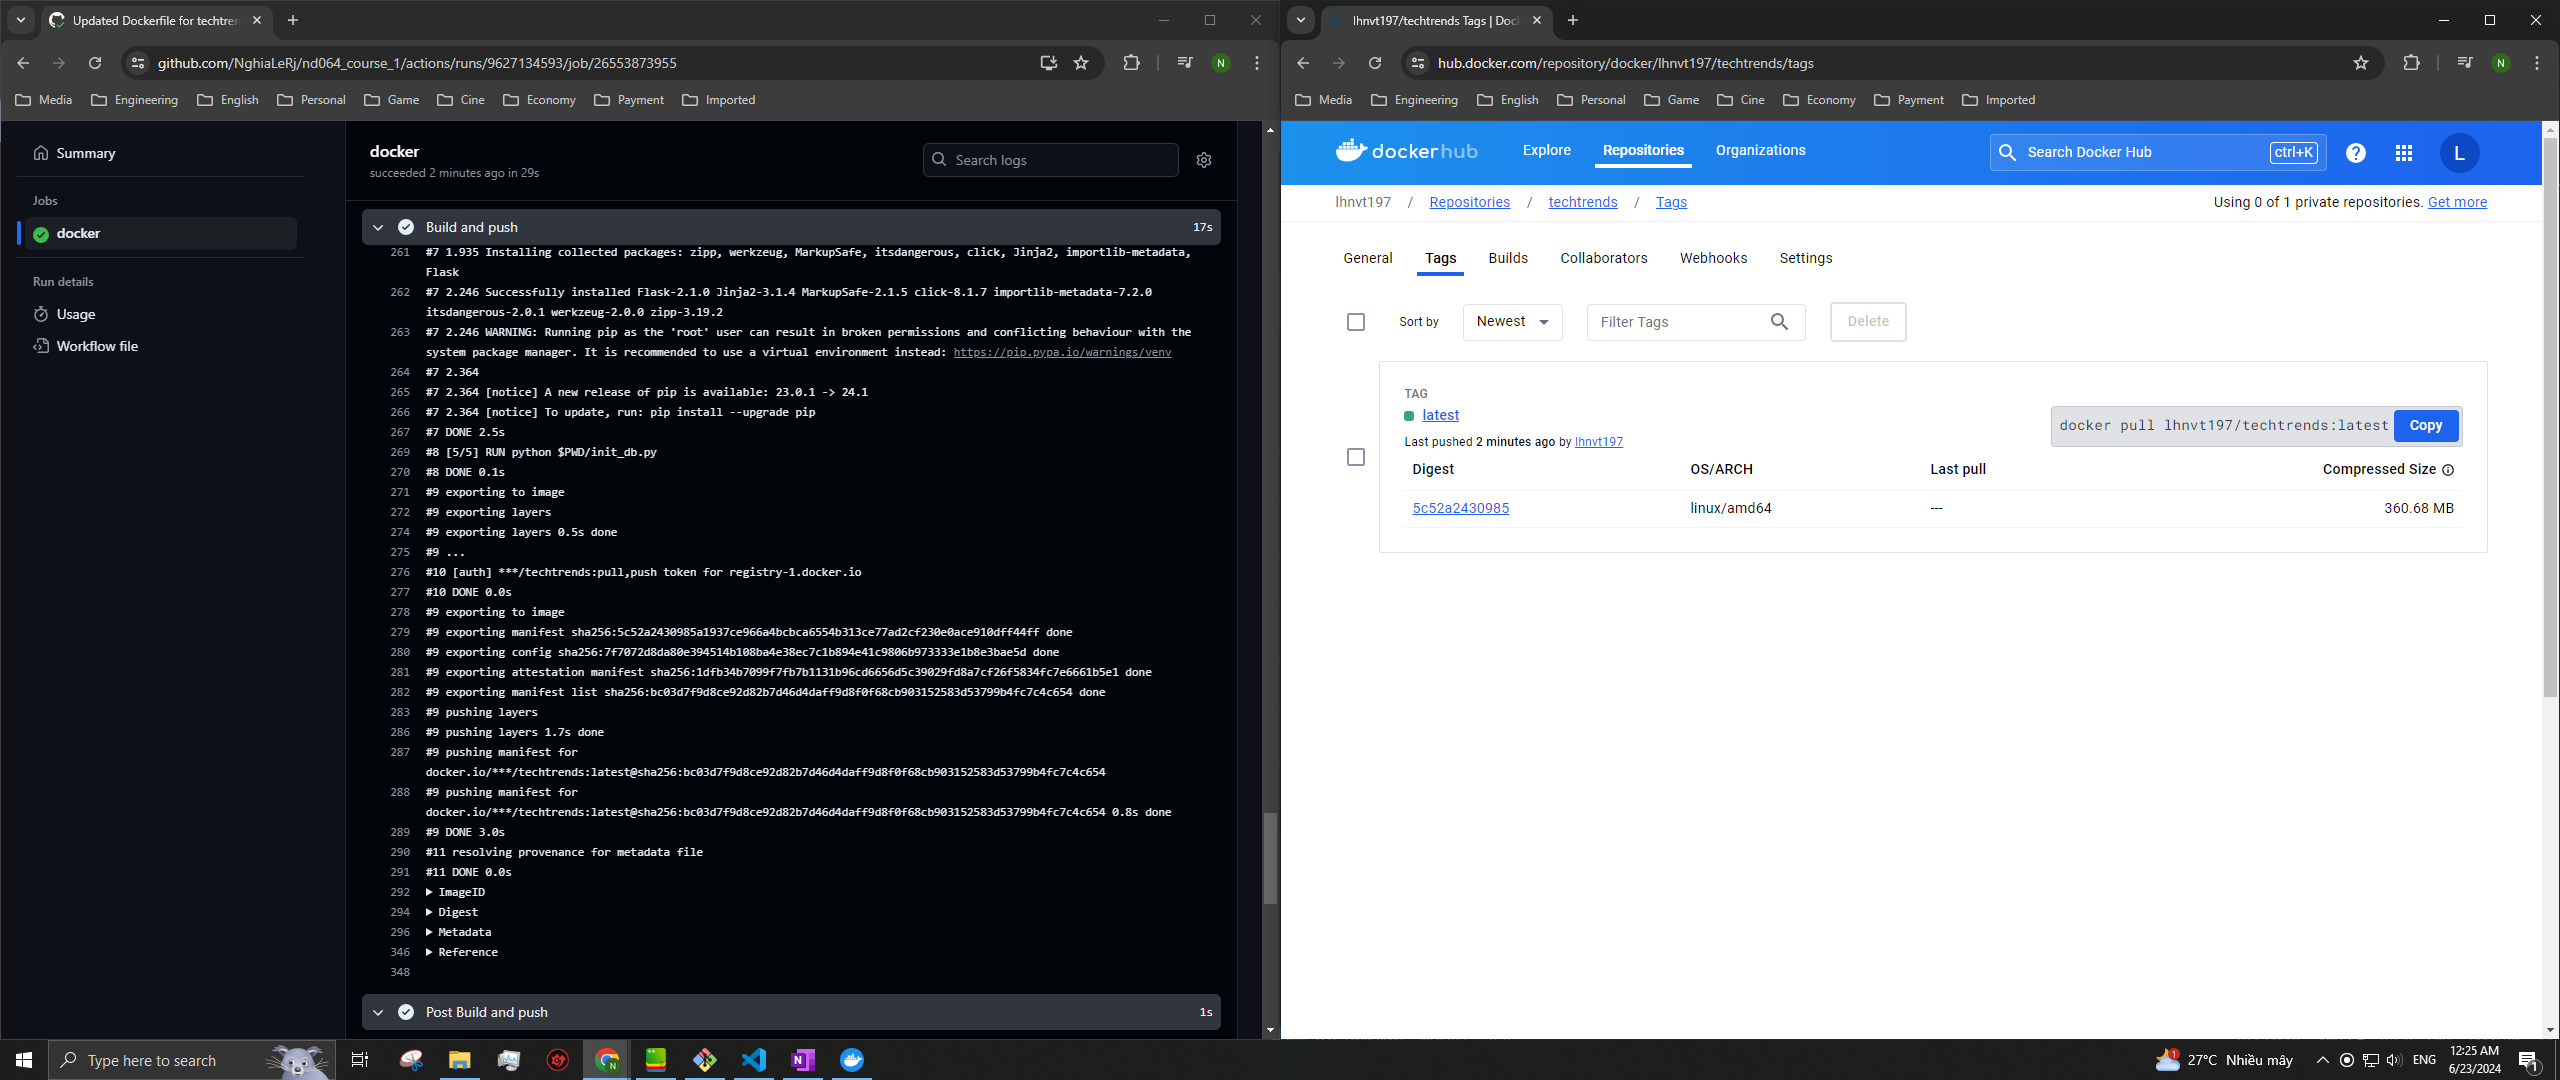 Updated Dockerfile for techtren
github.com/NghiaLeRj/nd064_course_1/actions/runs/9627134593/job/26553873955
N
Media
Engineering
English
Personal
Game
Cine
Economy
Payment
Imported
Summary
Jobs
docker
Run details
Usage
Workflow file
docker
succeeded 2 minutes ago in 29s
Search logs
Build and push
17s
261 #7 1.935 Installing collected packages: zipp, werkzeug, MarkupSafe, itsdangerous, click, Jinja2, importlib-metadata,
Flask
262 #7 2.246 Successfully installed Flask-2.1.0 Jinja2-3.1.4 MarkupSafe-2.1.5 click-8.1.7 importlib-metadata-7.2.0
itsdangerous-2.0.1 werkzeug-2.0.0 zipp-3.19.2
263 #7 2.246 WARNING: Running pip as the 'root' user can result in broken permissions and conflicting behaviour with the
system package manager. It is recommended to use a virtual environment instead: https://pip.pypa.io/warnings/venv
264 #7 2.364
265 #7 2.364 [notice] A new release of pip is available: 23.0.1 -> 24.1
266 #7 2.364 [notice] To update, run: pip install --upgrade pip
267 #7 DONE 2.5s
269 #8 [5/5] RUN python $PWD/init_db.py
270 #8 DONE 0.1s
271 #9 exporting to image
272 #9 exporting layers
274 #9 exporting layers 0.5s done
275 #9 ...
276 #10 [auth] ***/techtrends:pull,push token for registry-1.docker.io
277 #10 DONE 0.0s
278 #9 exporting to image
279 #9 exporting manifest sha256:5c52a2430985a1937ce966a4bcbca6554b313ce77ad2cf230e0ace910dff44ff done
280 #9 exporting config sha256:7f7072d8da80e394514b108ba4e38ec7c1b894e41c9806b973333e1b8e3bae5d done
281 #9 exporting attestation manifest sha256:1dfb34b7099f7fb7b1131b96cd6656d5c39029fd8a7cf26f5834fc7e6661b5e1 done
282 #9 exporting manifest list sha256:bc03d7f9d8ce92d82b7d46d4daff9d8f0f68cb903152583d53799b4fc7c4c654 done
283 #9 pushing layers
286 #9 pushing layers 1.7s done
287 #9 pushing manifest for
docker.io/***/techtrends:latest@sha256:bc03d7f9d8ce92d82b7d46d4daff9d8f0f68cb903152583d53799b4fc7c4c654
288 #9 pushing manifest for
docker.io/***/techtrends:latest@sha256:bc03d7f9d8ce92d82b7d46d4daff9d8f0f68cb903152583d53799b4fc7c4c654 0.8s done
289 #9 DONE 3.0s
290 #11 resolving provenance for metadata file
291 #11 DONE 0.0s
292 ImageID
294 Digest
296 Metadata
346 Reference
348
Post Build and push
1s
lhnvt197/techtrends Tags | Doc
hub.docker.com/repository/docker/lhnvt197/techtrends/tags
N
Media
Engineering
English
Personal
Game
Cine
Economy
Payment
Imported
dockerhub
Explore
Repositories
Organizations
Search Docker Hub
ctrl+K
?
L
lhnvt197 / Repositories / techtrends / Tags
Using 0 of 1 private repositories. Get more
General
Tags
Builds
Collaborators
Webhooks
Settings
Sort by
Newest
Filter Tags
Delete
TAG
latest
Last pushed 2 minutes ago by lhnvt197
docker pull lhnvt197/techtrends:latest
Copy
Digest
OS/ARCH
Last pull
Compressed Size
5c52a2430985
linux/amd64
---
360.68 MB
Type here to search
27°C Nhiều mây
ENG
12:25 AM
6/23/2024
1